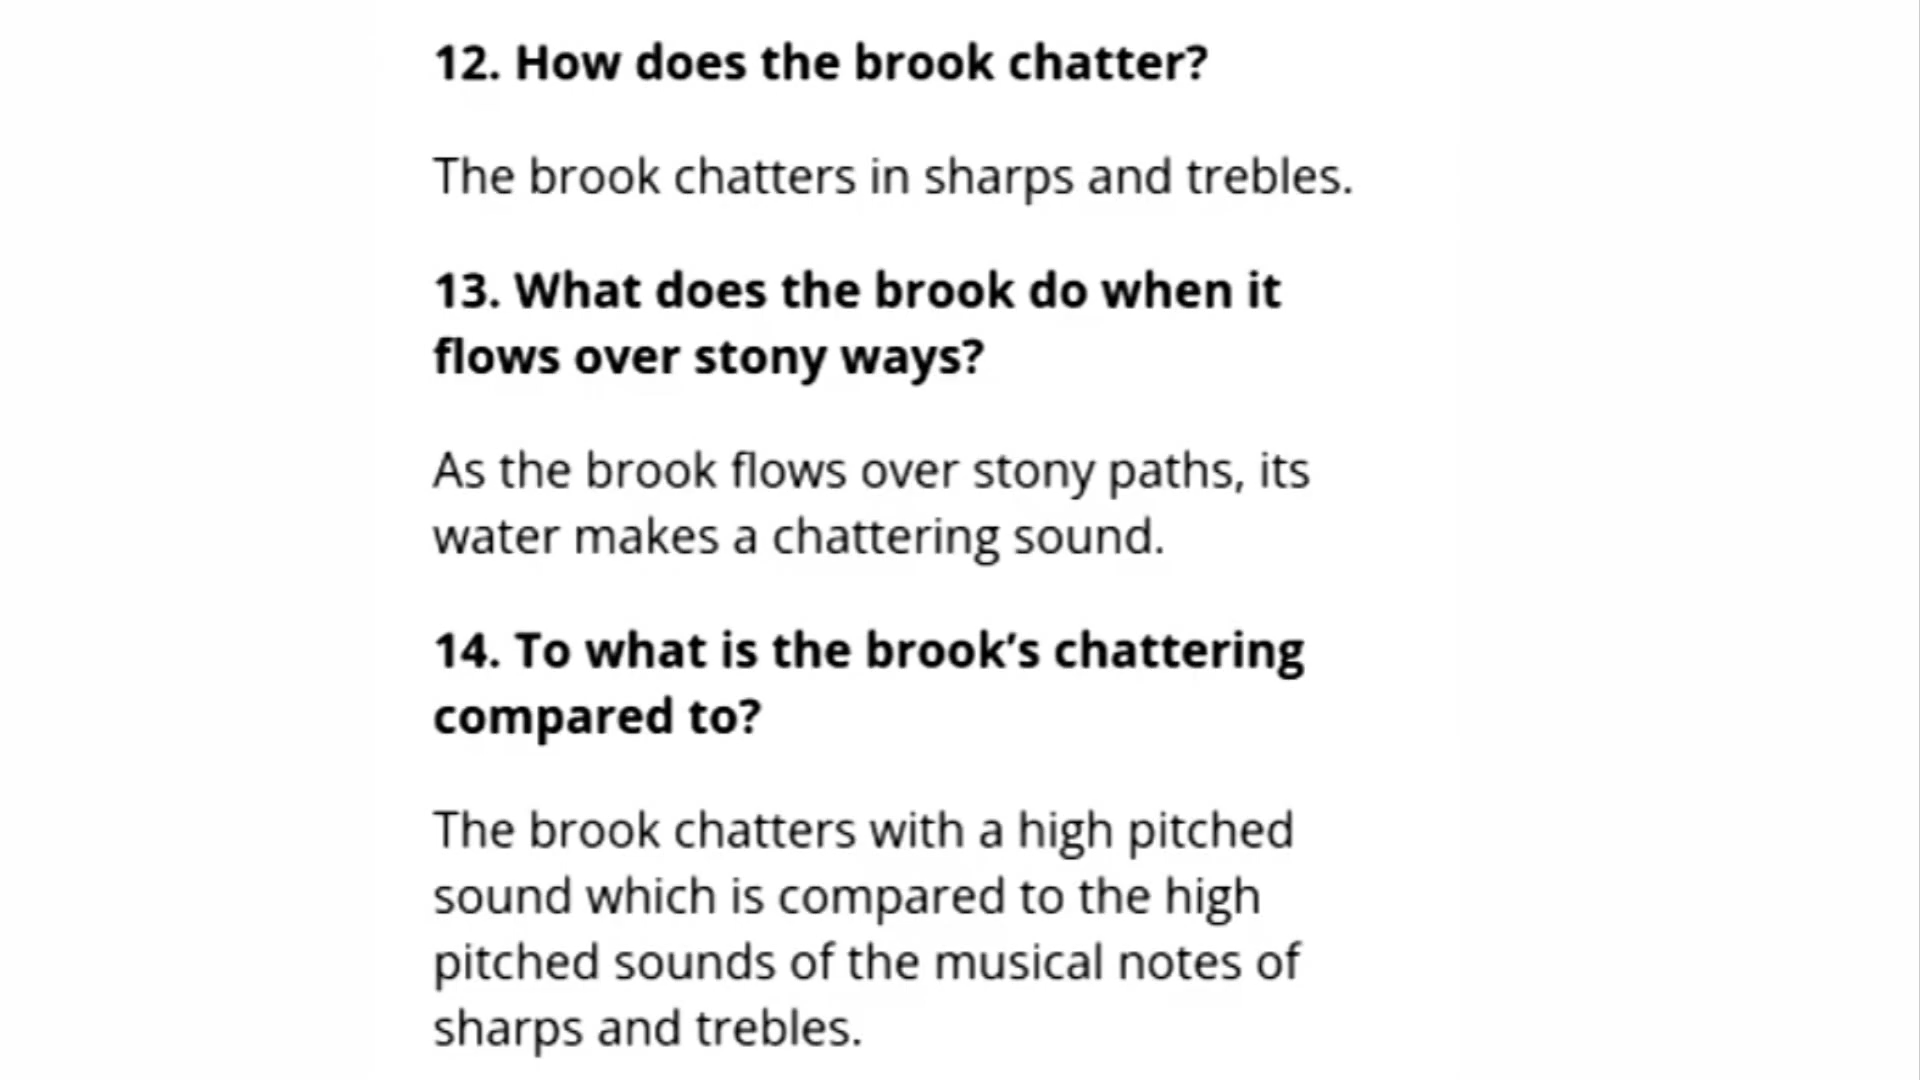 12. How does the brook chatter?
The brook chatters in sharps and trebles.
13. What does the brook do when it
flows over stony ways?
As the brook flows over stony paths, its
water makes a chattering sound.
14. To what is the brook’s chattering
compared to?
The brook chatters with a high pitched
sound which is compared to the high
pitched sounds of the musical notes of
sharps and trebles.